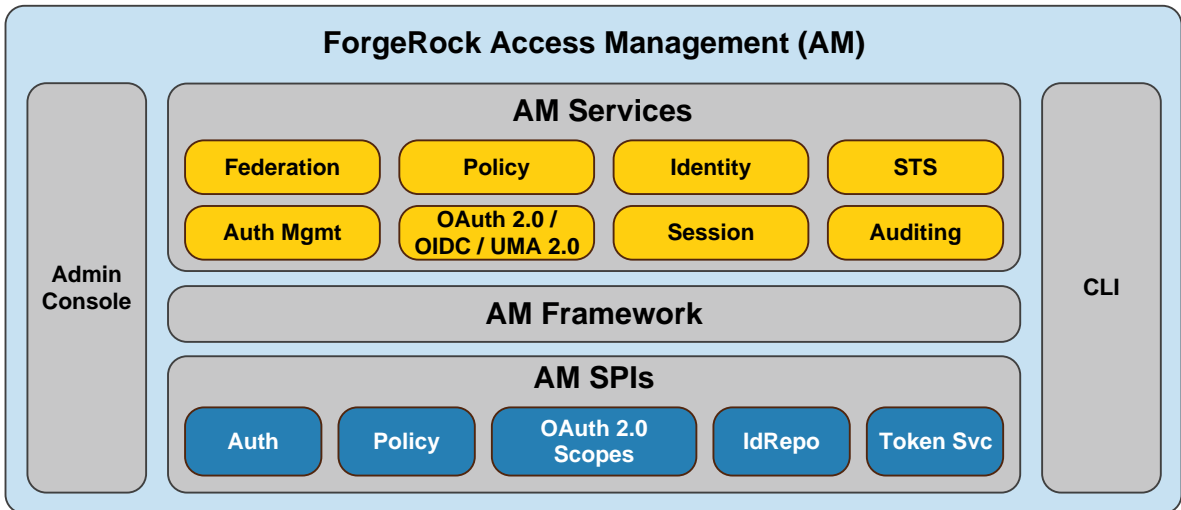 ForgeRock Access Management (AM)
Admin
Console
AM Services
Federation
Policy
Identity
STS
Auth Mgmt
OAuth 2.0 /
OIDC / UMA 2.0
Session
Auditing
AM Framework
AM SPIs
Auth
Policy
OAuth 2.0
Scopes
IdRepo
Token Svc
CLI